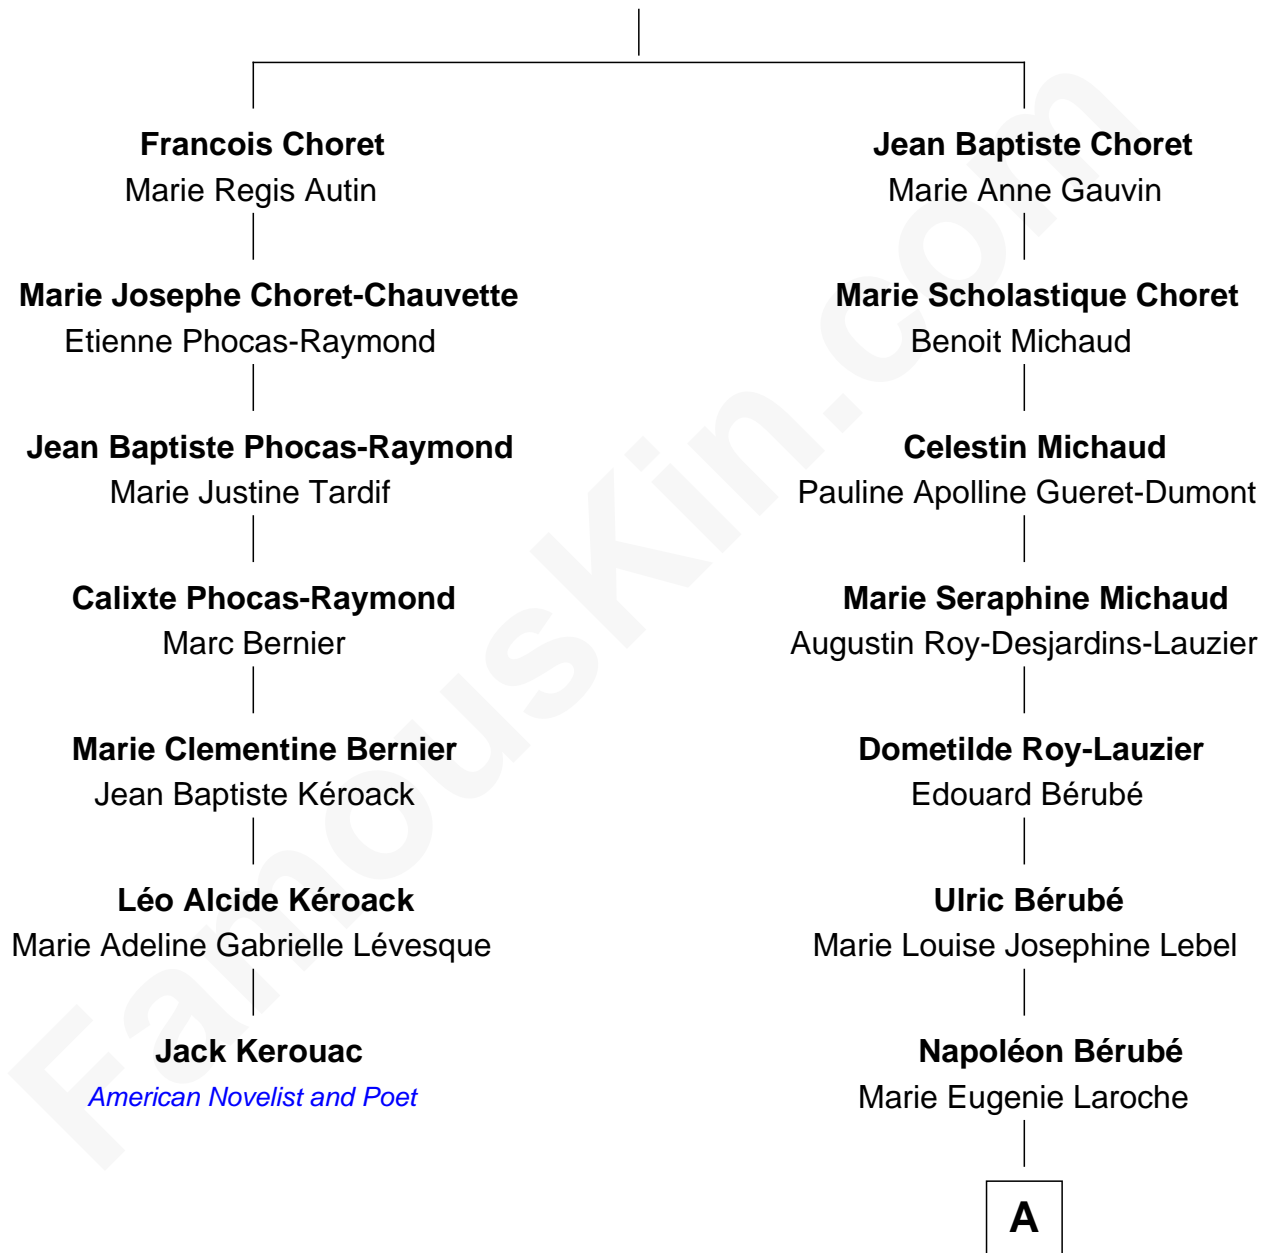 Francois Choret
Marie Regis Autin
Marie Josephe Choret-Chauvette
Etienne Phocas-Raymond
Jean Baptiste Phocas-Raymond
Marie Justine Tardif
Calixte Phocas-Raymond
Marc Bernier
Marie Clementine Bernier
Jean Baptiste Kéroack
Léo Alcide Kéroack
Marie Adeline Gabrielle Lévesque
Jack Kerouac
American Novelist and Poet
Jean Baptiste Choret
Marie Anne Gauvin
Marie Scholastique Choret
Benoit Michaud
Celestin Michaud
Pauline Apolline Gueret-Dumont
Marie Seraphine Michaud
Augustin Roy-Desjardins-Lauzier
Dometilde Roy-Lauzier
Edouard Bérubé
Ulric Bérubé
Marie Louise Josephine Lebel
Napoléon Bérubé
Marie Eugenie Laroche
A
FamousKin.com